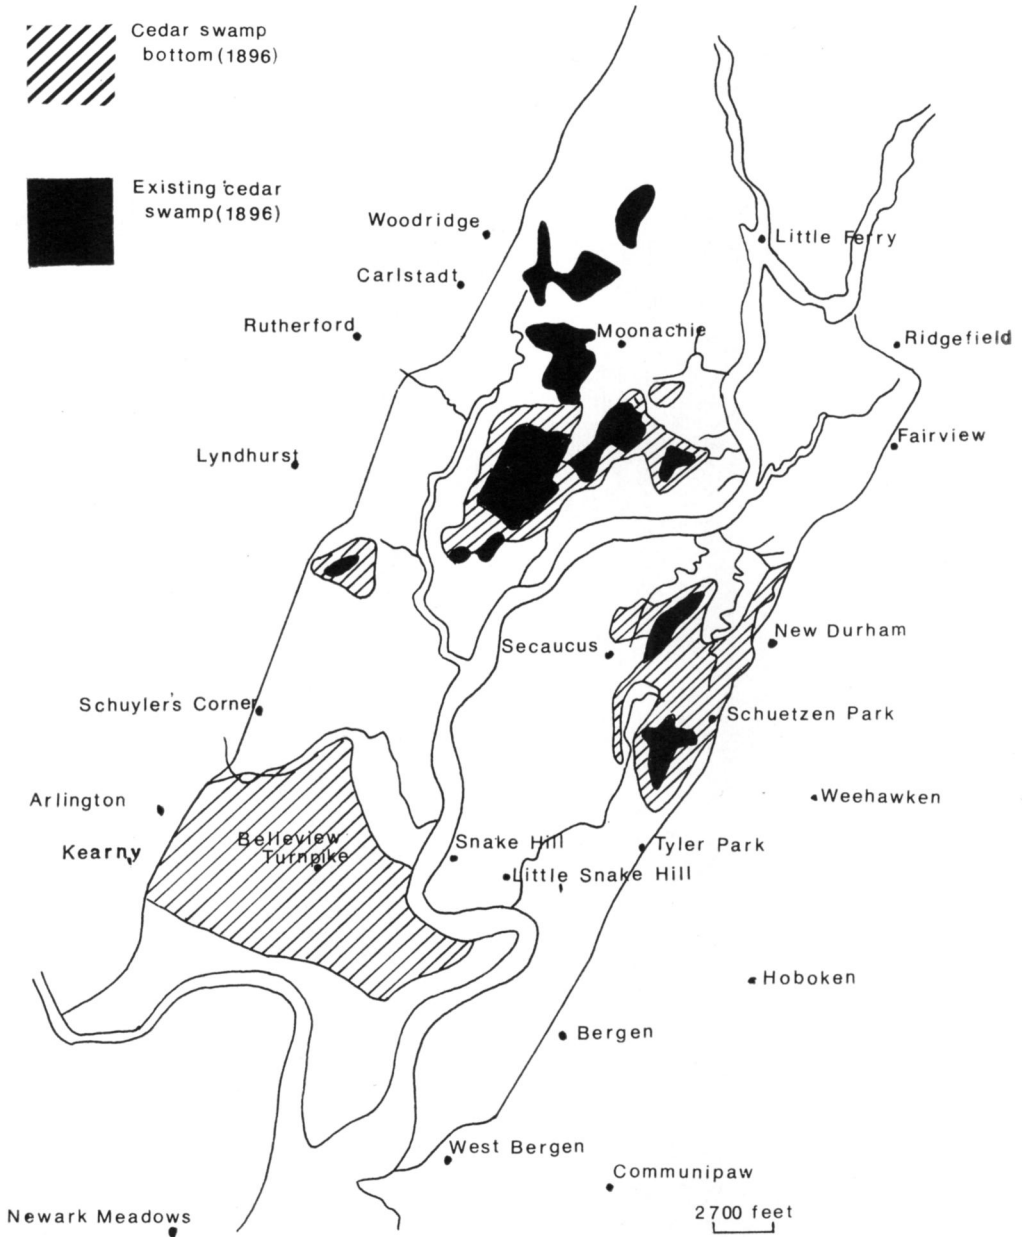 Cedar swamp
bottom (1896)
Existing cedar
swamp (1896)
Woodridge
Little Ferry
Carlstadt
Rutherford
Moonachie
Ridgefield
Fairview
Lyndhurst
New Durham
Secaucus
Schuyler's Corner
Schuetzen Park
Arlington
Weehawken
Belleview
Turnpike
Kearny
Snake Hill
Tyler Park
Little Snake Hill
Hoboken
Bergen
West Bergen
Communipaw
Newark Meadows
2700 feet